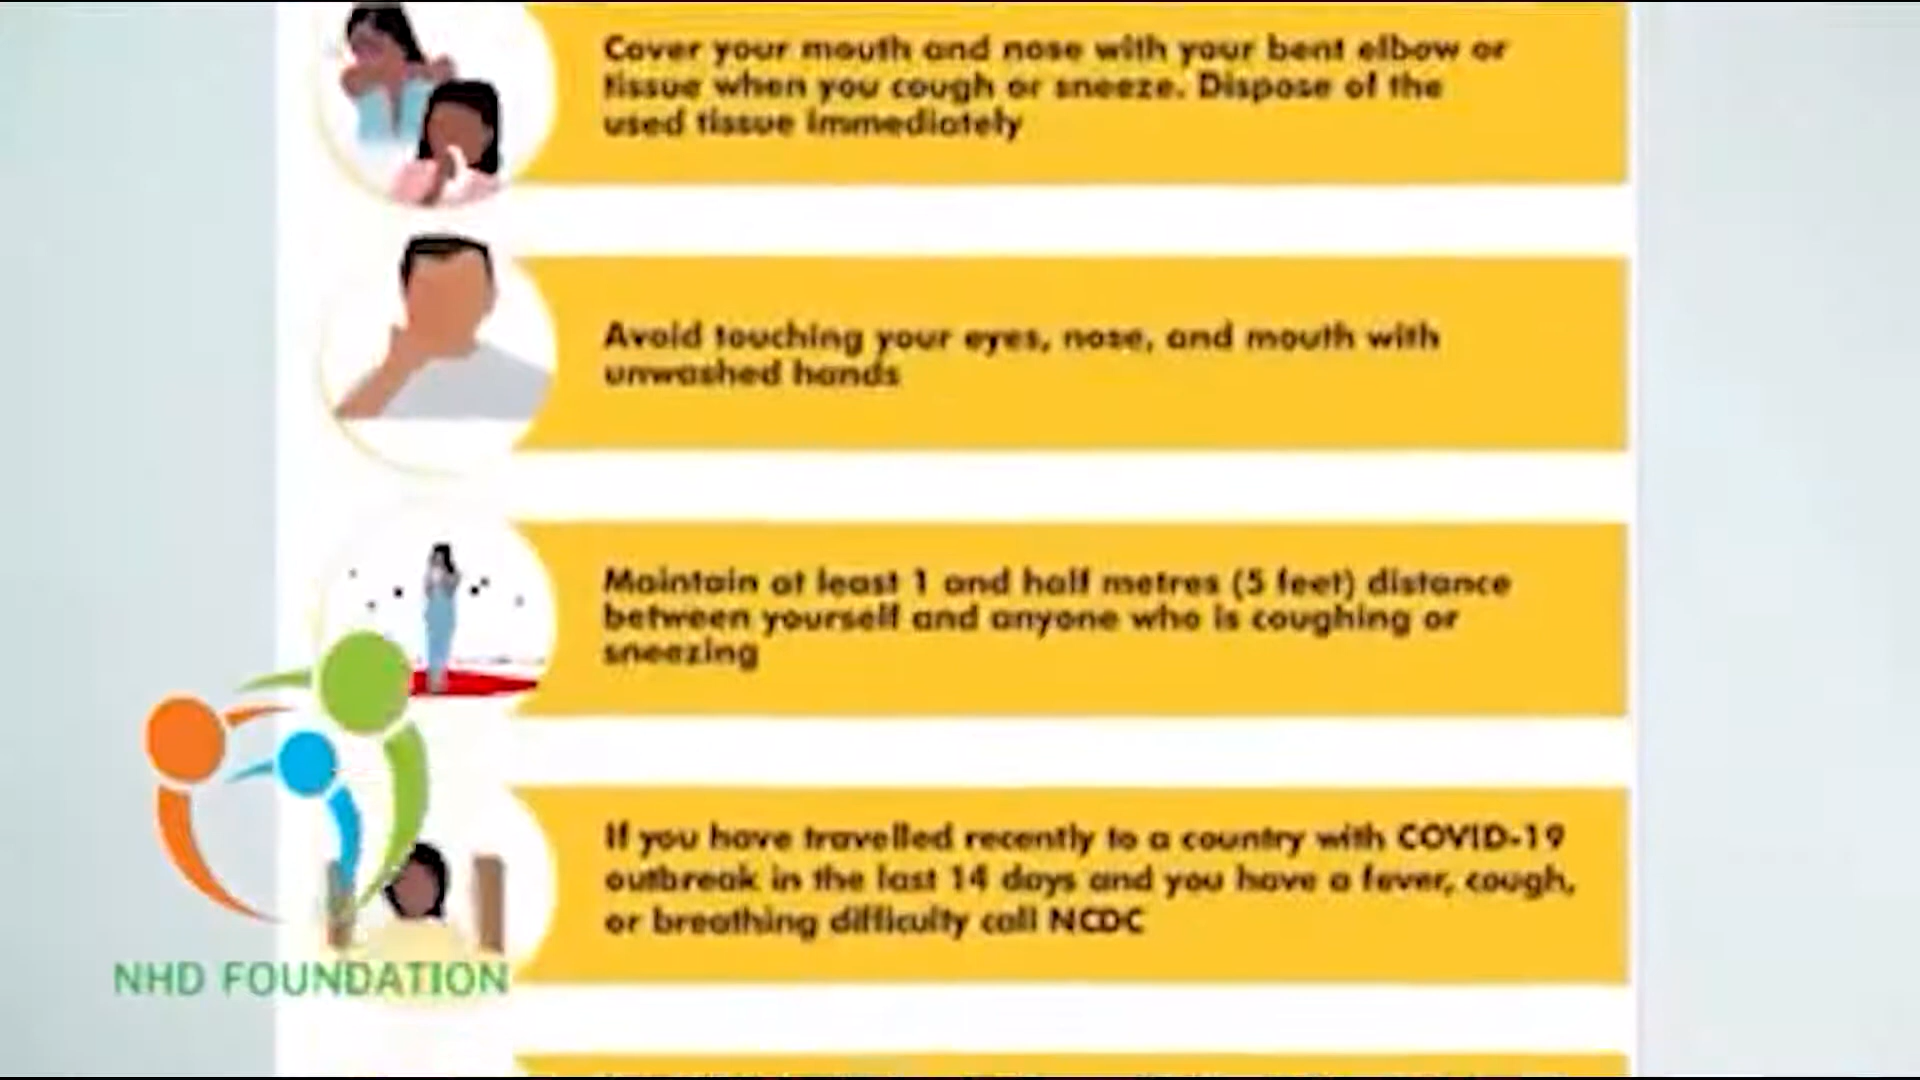 Cover your mouth and nose with your bent elbow or
tissue when you cough or sneeze. Dispose of the
used tissue immediately
Avoid touching your eyes, nose, and mouth with
unwashed hands
Maintain at least 1 and half metres (5 feet) distance
between yourself and anyone who is coughing or
sneezing
If you have travelled recently to a country with COVID-19
outbreak in the last 14 days and you have a fever, cough,
or breathing difficulty call NCDC
NHD FOUNDATION